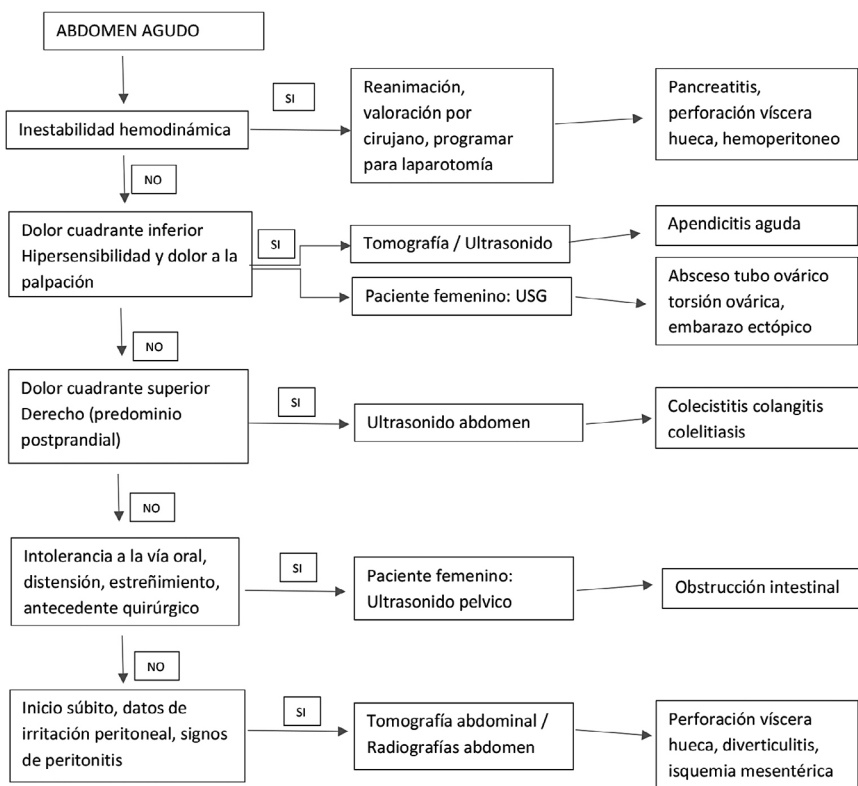 ABDOMEN AGUDO
SI
Inestabilidad hemodinámica
Reanimación,
valoración por
cirujano, programar
para laparotomía
Pancreatitis,
perforación víscera
hueca, hemoperitoneo
NO
Dolor cuadrante inferior
Hipersensibilidad y dolor a la
palpación
SI
Tomografía / Ultrasonido
Apendicitis aguda
Paciente femenino: USG
Absceso tubo ovárico
torsión ovárica,
embarazo ectópico
NO
Dolor cuadrante superior
Derecho (predominio
postprandial)
SI
Ultrasonido abdomen
Colecistitis colangitis
colelitiasis
NO
Intolerancia a la vía oral,
distensión, estreñimiento,
antecedente quirúrgico
SI
Paciente femenino:
Ultrasonido pelvico
Obstrucción intestinal
NO
Inicio súbito, datos de
irritación peritoneal, signos
de peritonitis
SI
Tomografía abdominal /
Radiografías abdomen
Perforación víscera
hueca, diverticulitis,
isquemia mesentérica